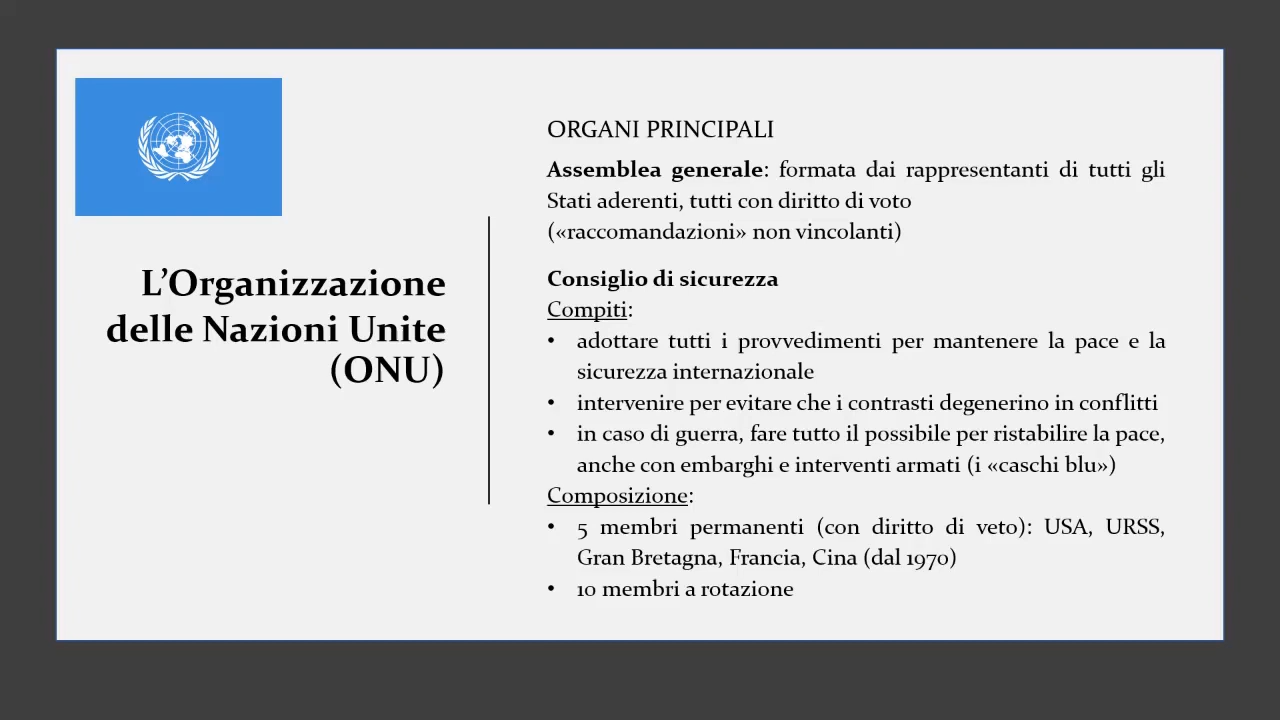 L’Organizzazione
delle Nazioni Unite
(ONU)
ORGANI PRINCIPALI
Assemblea generale: formata dai rappresentanti di tutti gli
Stati aderenti, tutti con diritto di voto
(«raccomandazioni» non vincolanti)
Consiglio di sicurezza
Compiti:
• adottare tutti i provvedimenti per mantenere la pace e la
sicurezza internazionale
• intervenire per evitare che i contrasti degenerino in conflitti
• in caso di guerra, fare tutto il possibile per ristabilire la pace,
anche con embarghi e interventi armati (i «caschi blu»)
Composizione:
• 5 membri permanenti (con diritto di veto): USA, URSS,
Gran Bretagna, Francia, Cina (dal 1970)
• 10 membri a rotazione